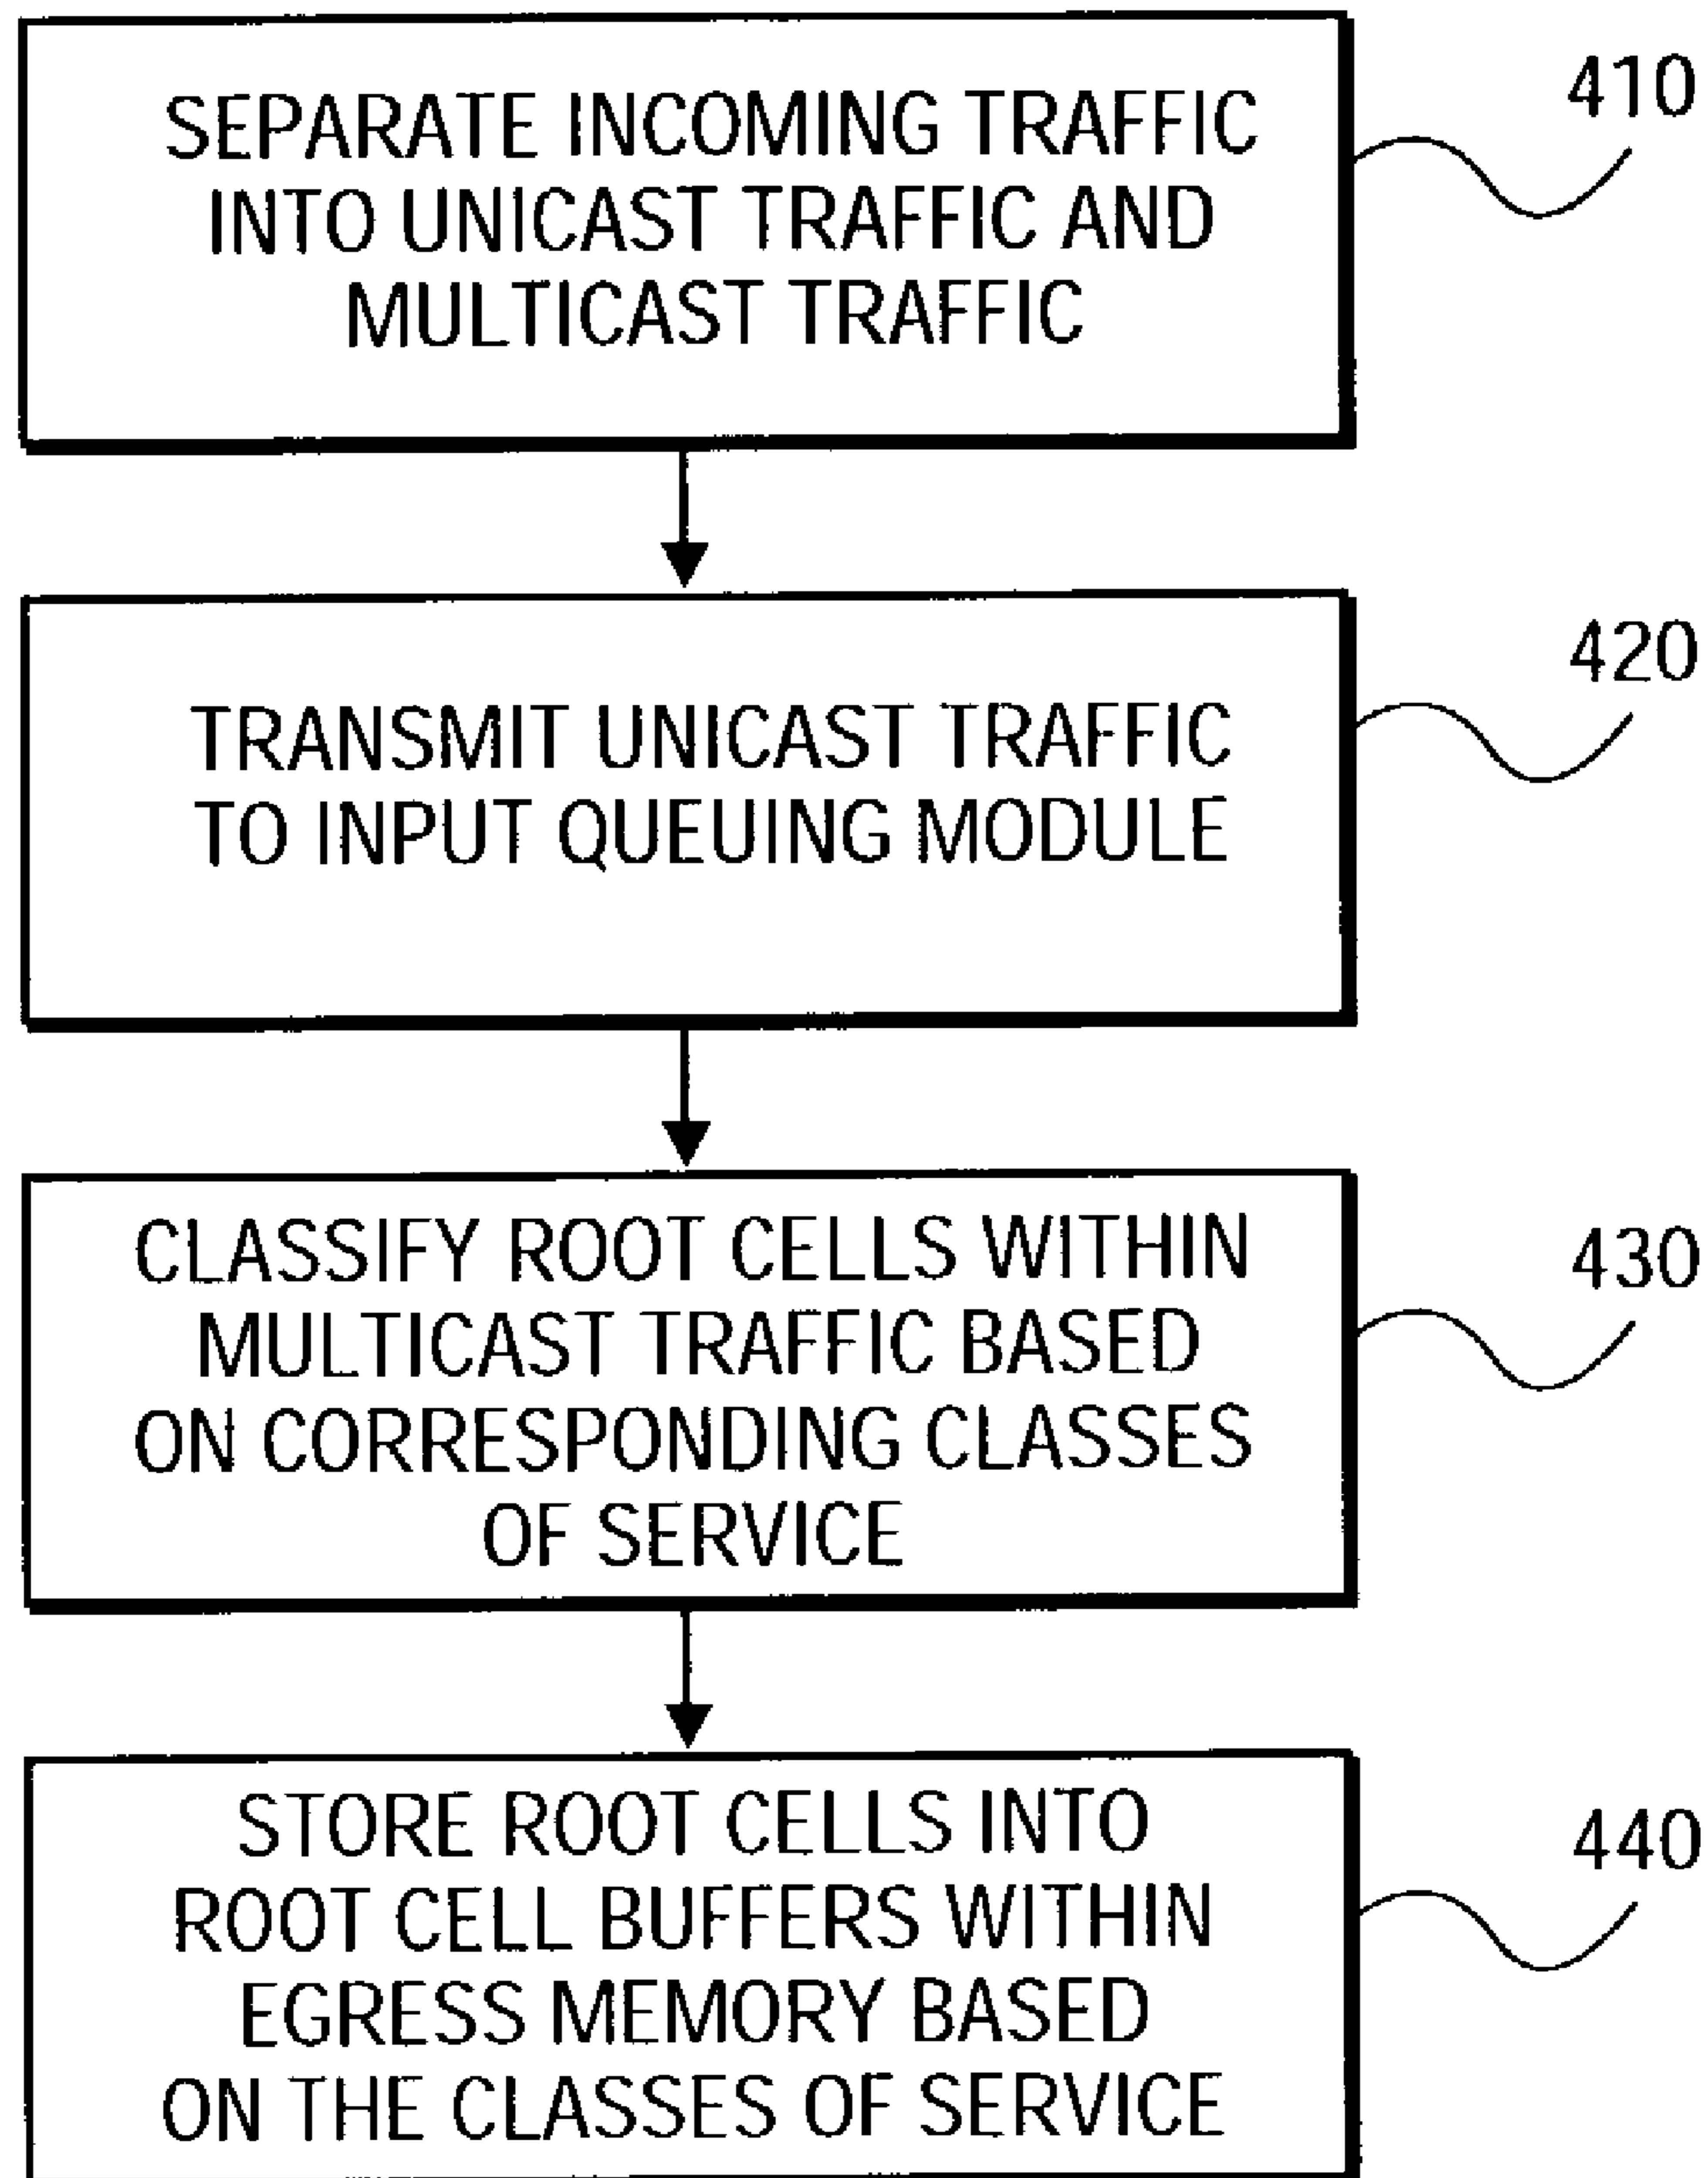 SEPARATE INCOMING TRAFFIC
INTO UNICAST TRAFFIC AND
MULTICAST TRAFFIC
410
TRANSMIT UNICAST TRAFFIC
TO INPUT QUEUING MODULE
420
CLASSIFY ROOT CELLS WITHIN
MULTICAST TRAFFIC BASED
ON CORRESPONDING CLASSES
OF SERVICE
430
STORE ROOT CELLS INTO
ROOT CELL BUFFERS WITHIN
EGRESS MEMORY BASED
ON THE CLASSES OF SERVICE
440